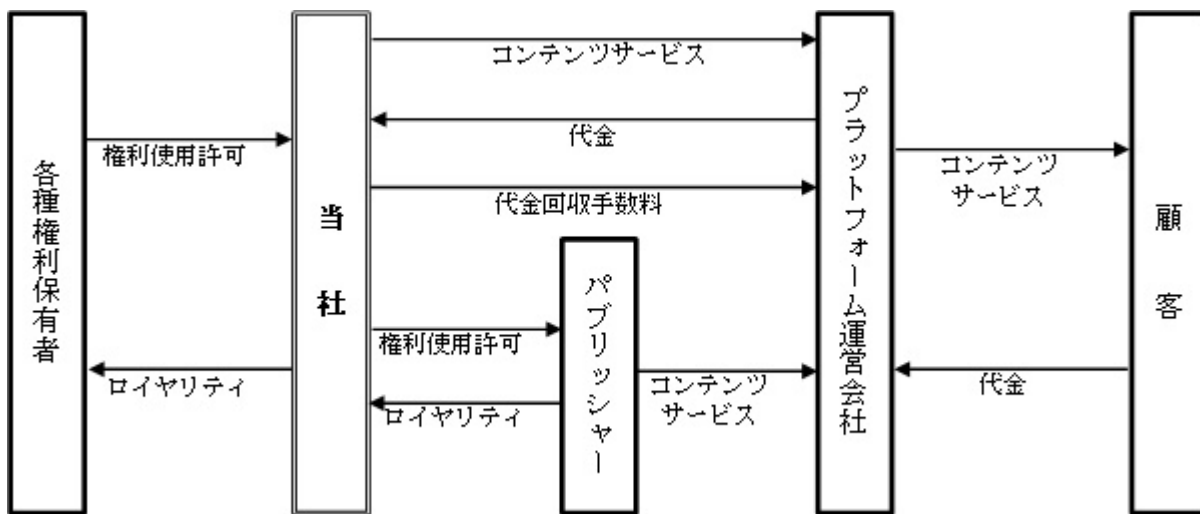 各種権利保有者
権利使用許可
ロイヤリティ
当社
コンテンツサービス
代金
代金回収手数料
権利使用許可
ロイヤリティ
パブリッシャー
コンテンツ
サービス
プラットフォーム運営会社
コンテンツ
サービス
代金
顧客